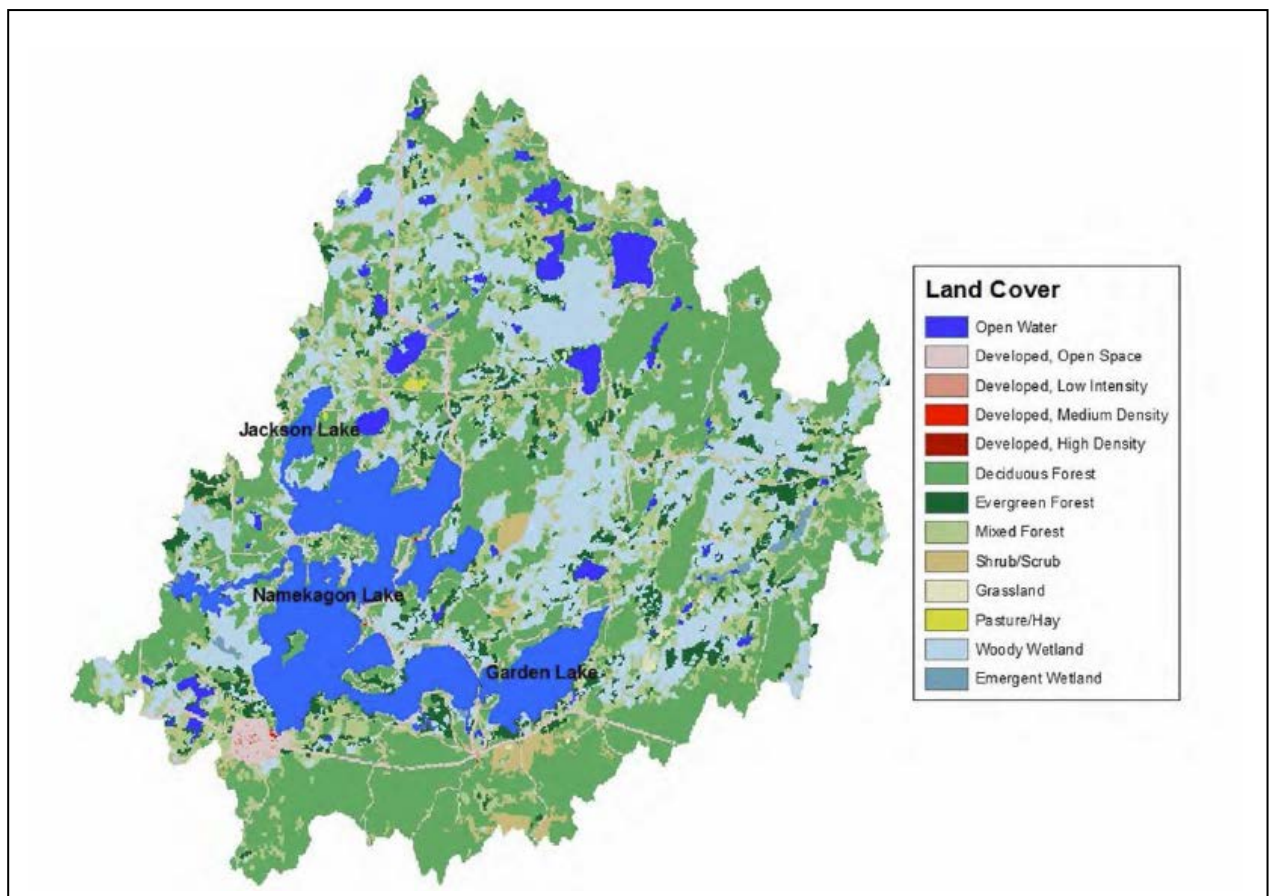 Jackson Lake
Namekagon Lake
Garden Lake
Land Cover
Open Water
Developed, Open Space
Developed, Low Intensity
Developed, Medium Density
Developed, High Density
Deciduous Forest
Evergreen Forest
Mixed Forest
Shrub/Scrub
Grassland
Pasture/Hay
Woody Wetland
Emergent Wetland